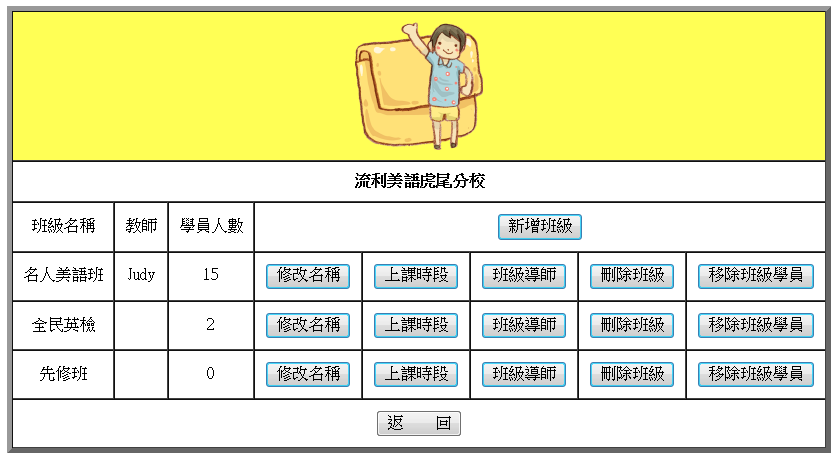 流利美語虎尾分校
班級名稱 教師 學員人數 新增班級
名人美語班 Judy 15 修改名稱 上課時段 班級導師 刪除班級 移除班級學員
全民英檢 2 修改名稱 上課時段 班級導師 刪除班級 移除班級學員
先修班 0 修改名稱 上課時段 班級導師 刪除班級 移除班級學員
返 回